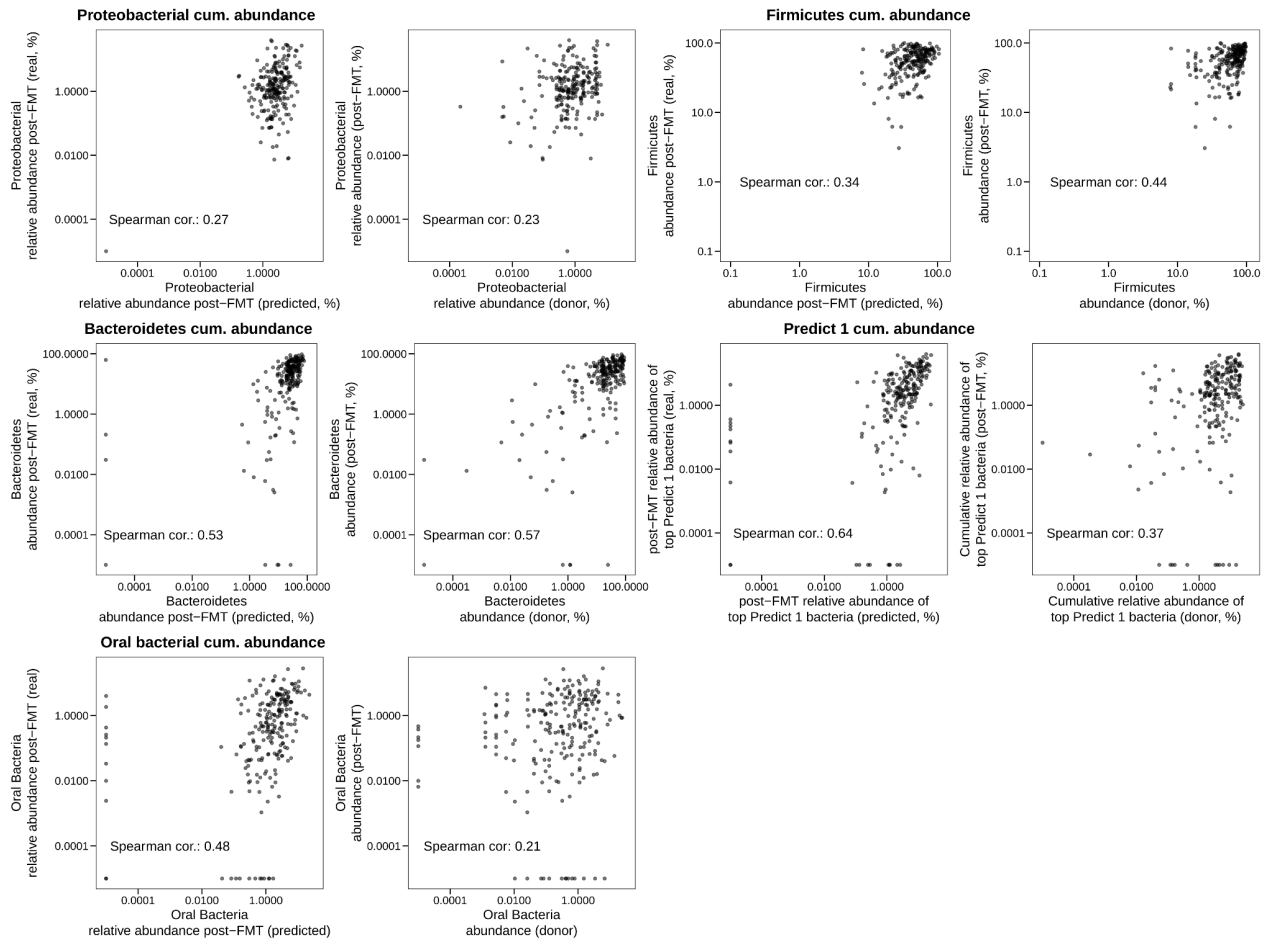 Proteobacterial cum. abundance
Firmicutes cum. abundance
Proteobacterial
relative abundance post−FMT (real, %)
1.0000
0.0100
0.0001
Spearman cor.: 0.27
0.0001
0.0100
1.0000
Proteobacterial
relative abundance post−FMT (predicted, %)
Proteobacterial
relative abundance (post−FMT, %)
1.0000
0.0100
0.0001
Spearman cor: 0.23
0.0001
0.0100
1.0000
Proteobacterial
relative abundance (donor, %)
Firmicutes
abundance post−FMT (real, %)
100.0
10.0
1.0
0.1
Spearman cor.: 0.34
0.1
1.0
10.0
100.0
Firmicutes
abundance post−FMT (predicted, %)
Firmicutes
abundance (post−FMT, %)
100.0
10.0
1.0
0.1
Spearman cor: 0.44
0.1
1.0
10.0
100.0
Firmicutes
abundance (donor, %)
Bacteroidetes cum. abundance
Predict 1 cum. abundance
Bacteroidetes
abundance post−FMT (real, %)
100.0000
1.0000
0.0100
0.0001
Spearman cor.: 0.53
0.0001
0.0100
1.0000
100.0000
Bacteroidetes
abundance post−FMT (predicted, %)
Bacteroidetes
abundance (post−FMT, %)
100.0000
1.0000
0.0100
0.0001
Spearman cor: 0.57
0.0001
0.0100
1.0000
100.0000
Bacteroidetes
abundance (donor, %)
post−FMT relative abundance of
top Predict 1 bacteria (real, %)
1.0000
0.0100
0.0001
Spearman cor.: 0.64
0.0001
0.0100
1.0000
post−FMT relative abundance of
top Predict 1 bacteria (predicted, %)
Cumulative relative abundance of
top Predict 1 bacteria (post−FMT, %)
1.0000
0.0100
0.0001
Spearman cor: 0.37
0.0001
0.0100
1.0000
Cumulative relative abundance of
top Predict 1 bacteria (donor, %)
Oral bacterial cum. abundance
Oral Bacteria
relative abundance post−FMT (real)
1.0000
0.0100
0.0001
Spearman cor.: 0.48
0.0001
0.0100
1.0000
Oral Bacteria
relative abundance post−FMT (predicted)
Oral Bacteria
abundance (post−FMT)
1.0000
0.0100
0.0001
Spearman cor: 0.21
0.0001
0.0100
1.0000
Oral Bacteria
abundance (donor)